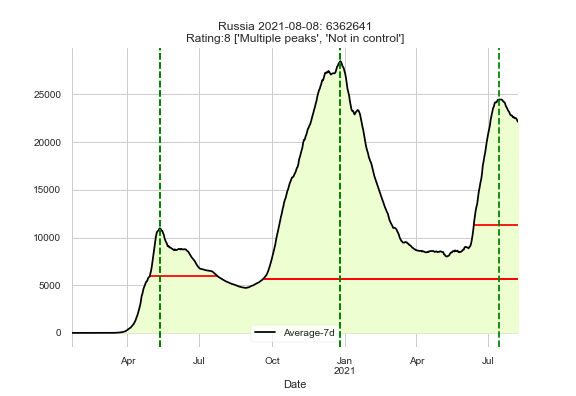 Russia 2021-08-08: 6362641
Rating:8 ['Multiple peaks', 'Not in control']
25000
20000
15000
10000
5000
0
Average-7d
Apr
Jul
Oct
Jan
2021
Apr
Jul
Date